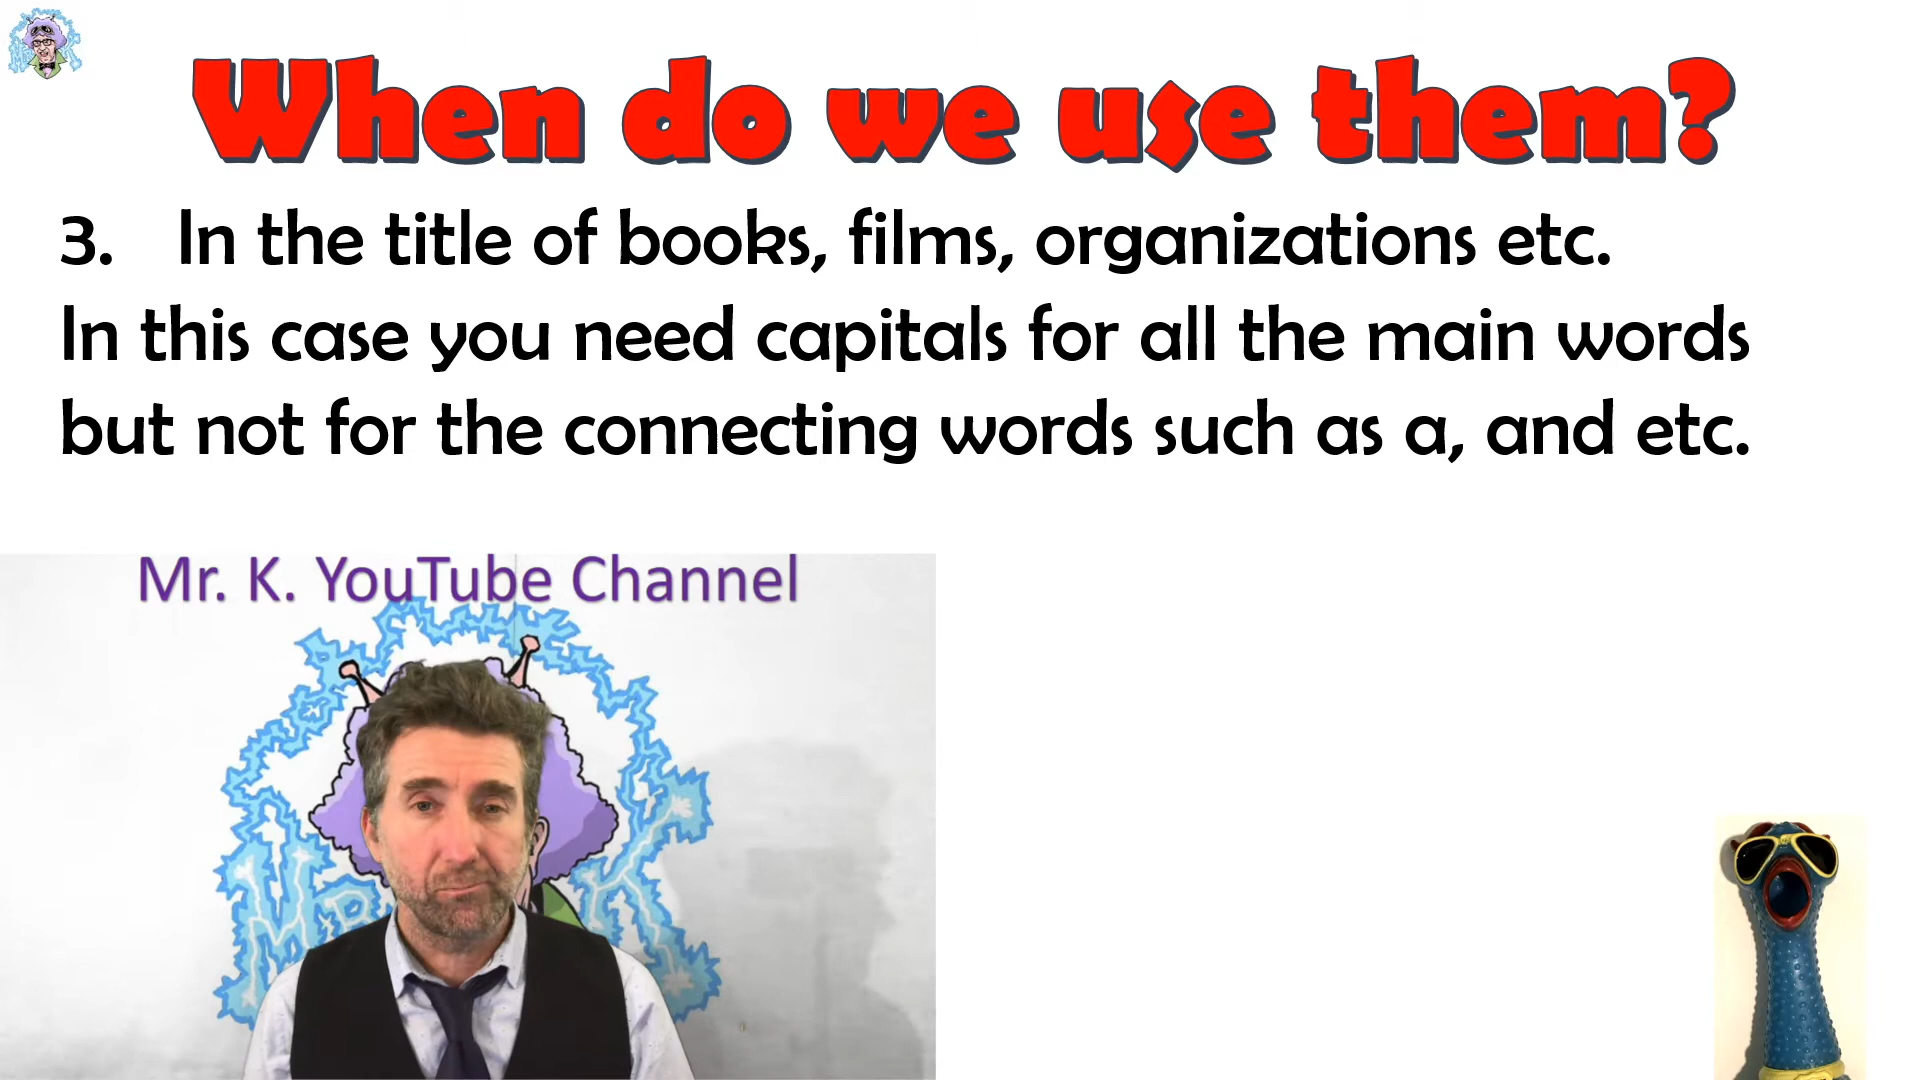 When do we use them?
3. In the title of books, films, organizations etc.
In this case you need capitals for all the main words
but not for the connecting words such as a, and etc.
Mr. K. YouTube Channel
Mr K